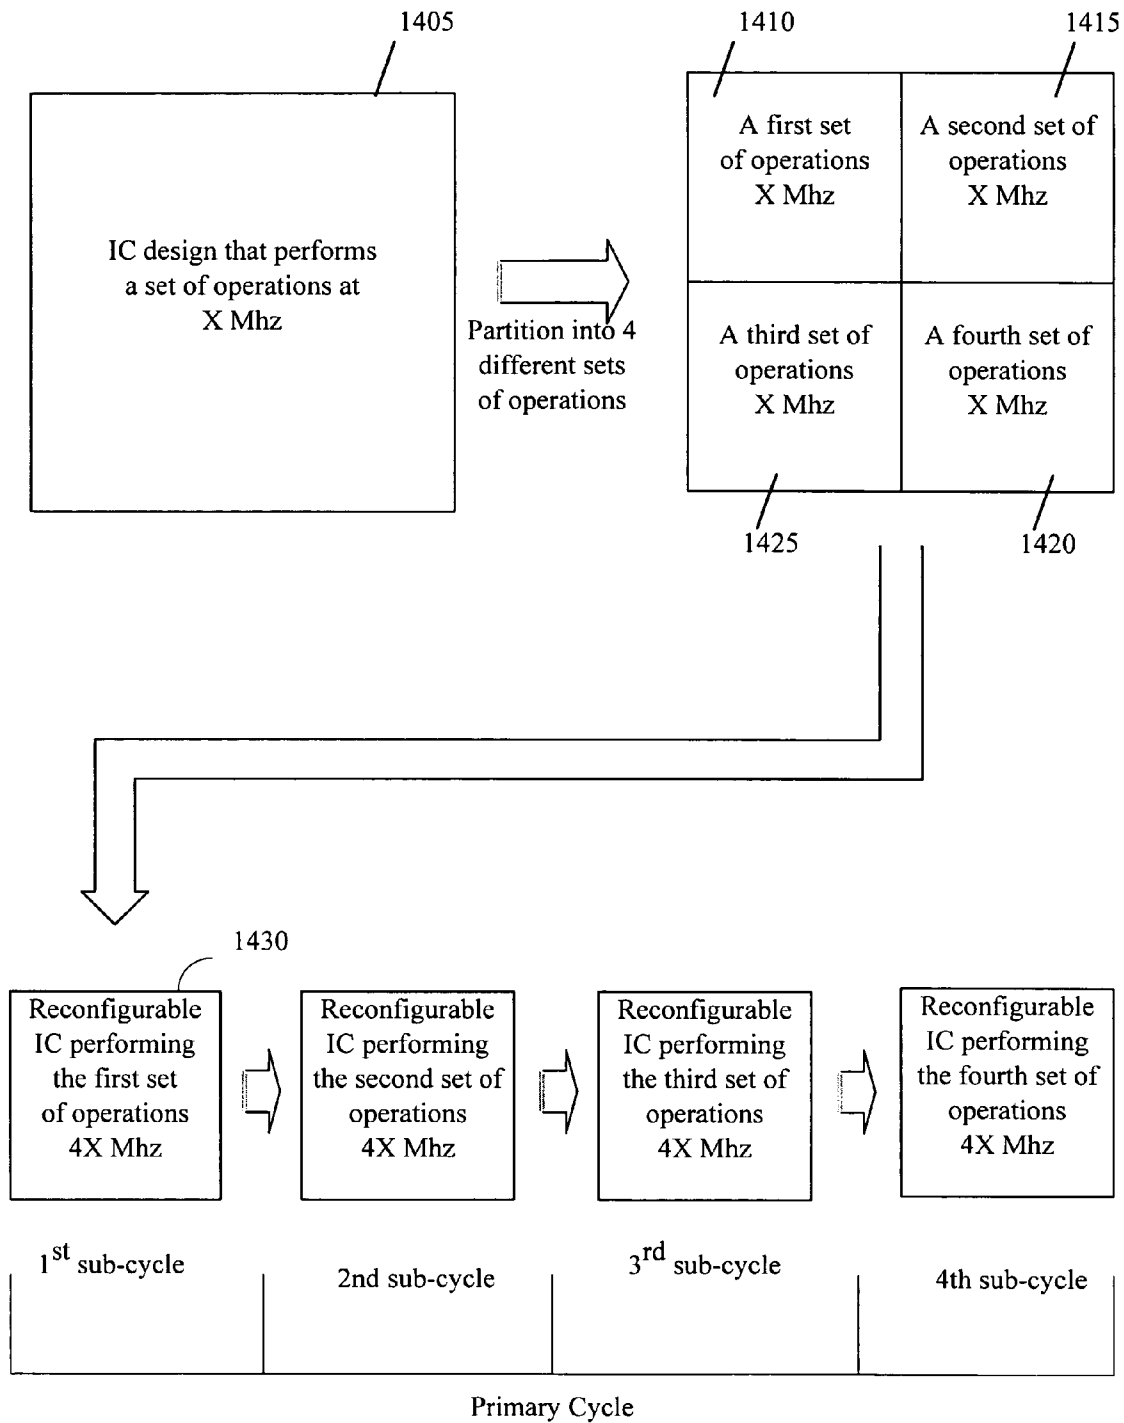 1405
1410
1415
IC design that performs
a set of operations at
X Mhz
Partition into 4
different sets
of operations
A first set
of operations
X Mhz
A second set of
operations
X Mhz
A third set of
operations
X Mhz
A fourth set of
operations
X Mhz
1425
1420
1430
Reconfigurable
IC performing
the first set
of operations
4X Mhz
Reconfigurable
IC performing
the second set of
operations
4X Mhz
Reconfigurable
IC performing
the third set of
operations
4X Mhz
Reconfigurable
IC performing
the fourth set of
operations
4X Mhz
1st sub-cycle
2nd sub-cycle
3rd sub-cycle
4th sub-cycle
Primary Cycle